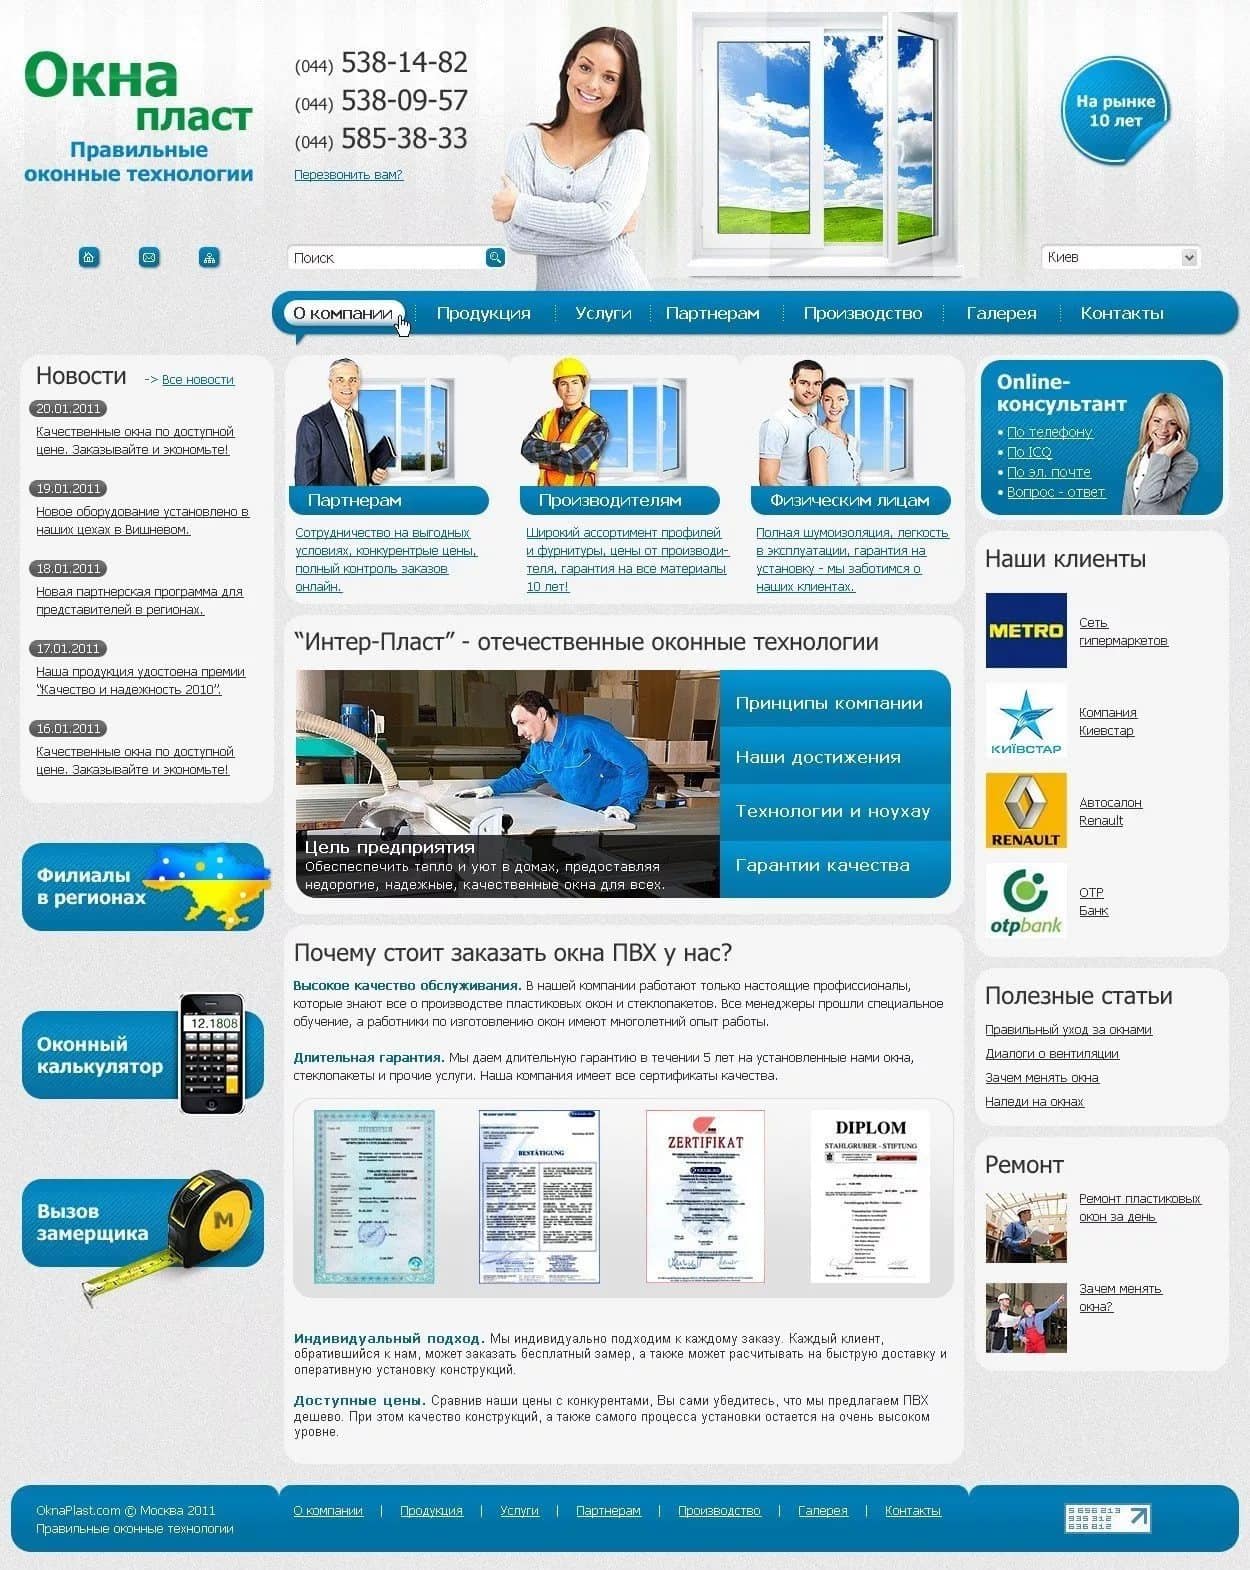 Окна
пласт
Правильные
оконные технологии
(044) 538-14-82
(044) 538-09-57
(044) 585-38-33
Перезвонить вам?
На рынке
10 лет
Поиск
Киев
О компании
Продукция
Услуги
Партнерам
Производство
Галерея
Контакты
Новости
-> Все новости
20.01.2011
Качественные окна по доступной
цене. Заказывайте и экономьте!
19.01.2011
Новое оборудование установлено в
наших цехах в Вишневом.
18.01.2011
Новая партнерская программа для
представителей в регионах.
17.01.2011
Наша продукция удостоена премии
“Качество и надежность 2010”.
16.01.2011
Качественные окна по доступной
цене. Заказывайте и экономьте!
Филиалы
в регионах
Оконный
калькулятор
12.1808
Вызов
замерщика
M
Партнерам
Сотрудничество на выгодных
условиях, конкурентрые цены,
полный контроль заказов
онлайн.
Производителям
Широкий ассортимент профилей
и фурнитуры, цены от производи-
теля, гарантия на все материалы
10 лет!
Физическим лицам
Полная шумоизоляция, легкость
в эксплуатации, гарантия на
установку - мы заботимся о
наших клиентах.
“Интер-Пласт” - отечественные оконные технологии
Цель предприятия
Обеспеспечить тепло и уют в домах, предоставляя
недорогие, надежные, качественные окна для всех.
Принципы компании
Наши достижения
Технологии и ноухау
Гарантии качества
Почему стоит заказать окна ПВХ у нас?
Высокое качество обслуживания. В нашей компании работают только настоящие профиссионалы,
которые знают все о производстве пластиковых окон и стеклопакетов. Все менеджеры прошли специальное
обучение, а работники по изготовлению окон имеют многолетний опыт работы.
Длительная гарантия. Мы даем длительную гарантию в течении 5 лет на установленные нами окна,
стеклопакеты и прочие услуги. Наша компания имеет все сертификаты качества.
BESTÄTIGUNG
ZERTIFIKAT
DIPLOM
STAHLGRUBER - STIFTUNG
Индивидуальный подход. Мы индивидуально подходим к каждому заказу. Каждый клиент,
обратившийся к нам, может заказать бесплатный замер, а также может расчитывать на быструю доставку и
оперативную установку конструкций.
Доступные цены. Сравнив наши цены с конкурентами, Вы сами убедитесь, что мы предлагаем ПВХ
дешево. При этом качество конструкций, а также самого процесса установки остается на очень высоком
уровне.
Online-
консультант
По телефону
По ICQ
По эл. почте
Вопрос - ответ
Наши клиенты
METRO
Сеть
гипермаркетов
КИЇВСТАР
Компания
Киевстар
RENAULT
Автосалон
Renault
otpbank
ОТР
Банк
Полезные статьи
Правильный уход за окнами
Диалоги о вентиляции
Зачем менять окна
Наледи на окнах
Ремонт
Ремонт пластиковых
окон за день
Зачем менять
окна?
OknaPlast.com © Москва 2011
Правильные оконные технологии
О компании | Продукция | Услуги | Партнерам | Производство | Галерея | Контакты